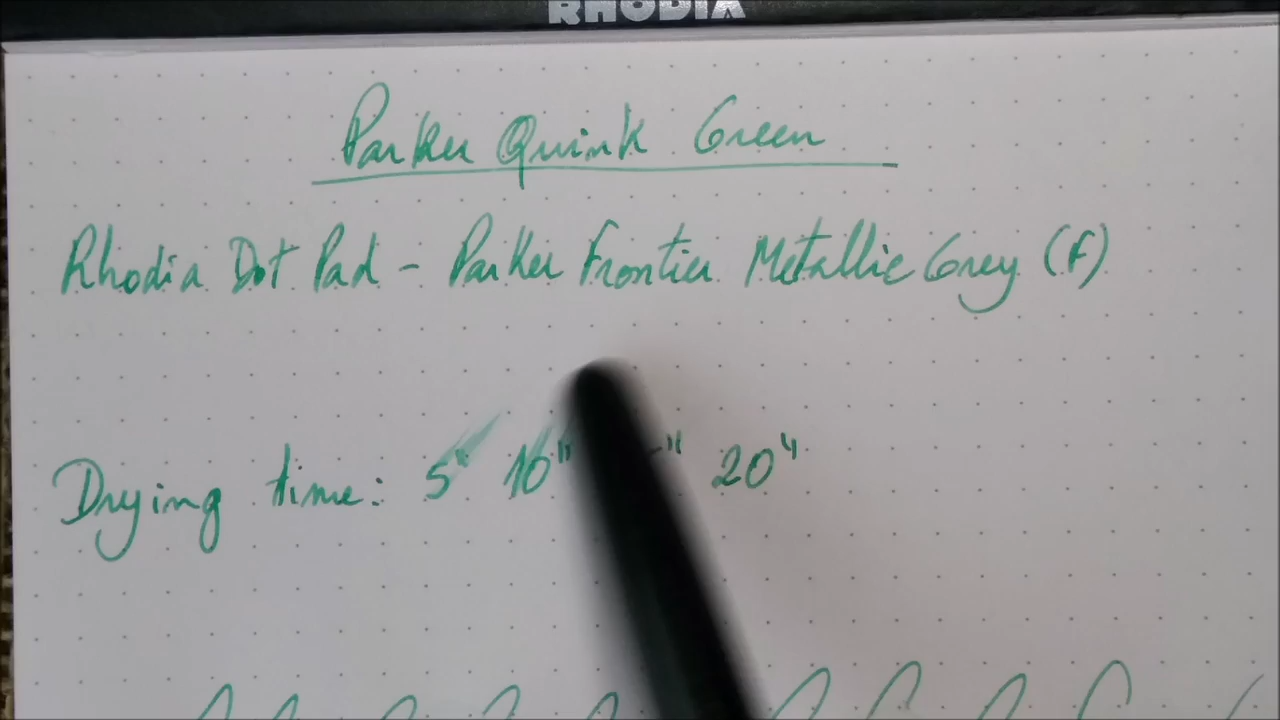 RHODIA
Parker Quink Green
Rhodia Dot Pad - Parker Frontier Metallic Grey (F)
Drying time: 5" 10" " 20"